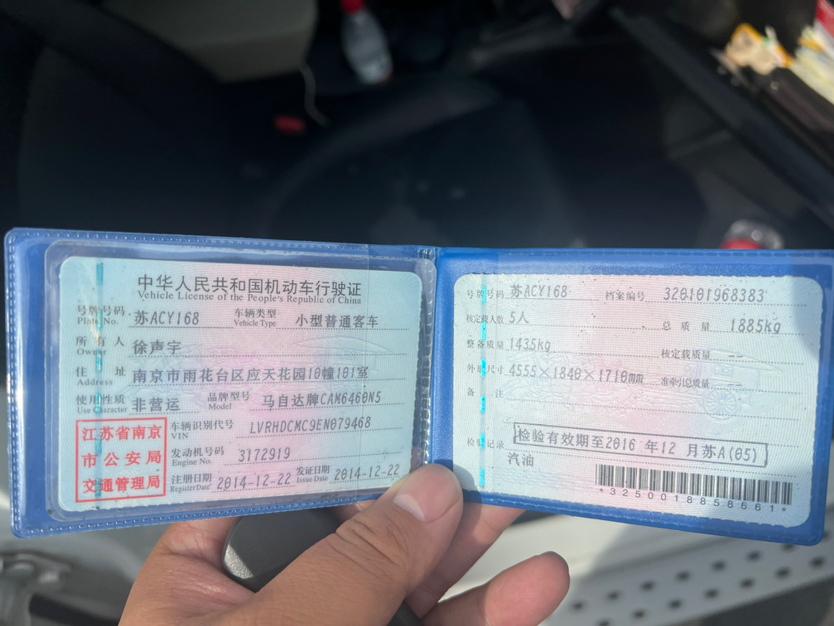 中华人民共和国机动车行驶证
Vehicle License of the People's Republic of China
号牌号码 苏ACY168 车辆类型 小型普通客车
Plate No. Vehicle Type
所有人 徐声宇
Owner
住址 南京市雨花台区应天花园10幢101室
Address
使用性质 非营运 品牌型号 马自达牌CAM6460N5
Use Character Model
江苏省南京
市公安局
交通管理局
车辆识别代号 LVRHDCMC9EN079468
VIN
发动机号码 3172919
Engine No.
注册日期 2014-12-22 发证日期 2014-12-22
Register Date Issue Date
号牌号码 苏ACY168 档案编号 320101968383
核定载人数 5人 总质量 1885kg
整备质量 1435kg 核定载质量 --
外廓尺寸 4555×1840×1710mm 准牵引总质量 --
备注
检验记录 检验有效期至2016年12月苏A(05)
汽油
*3250018858561*